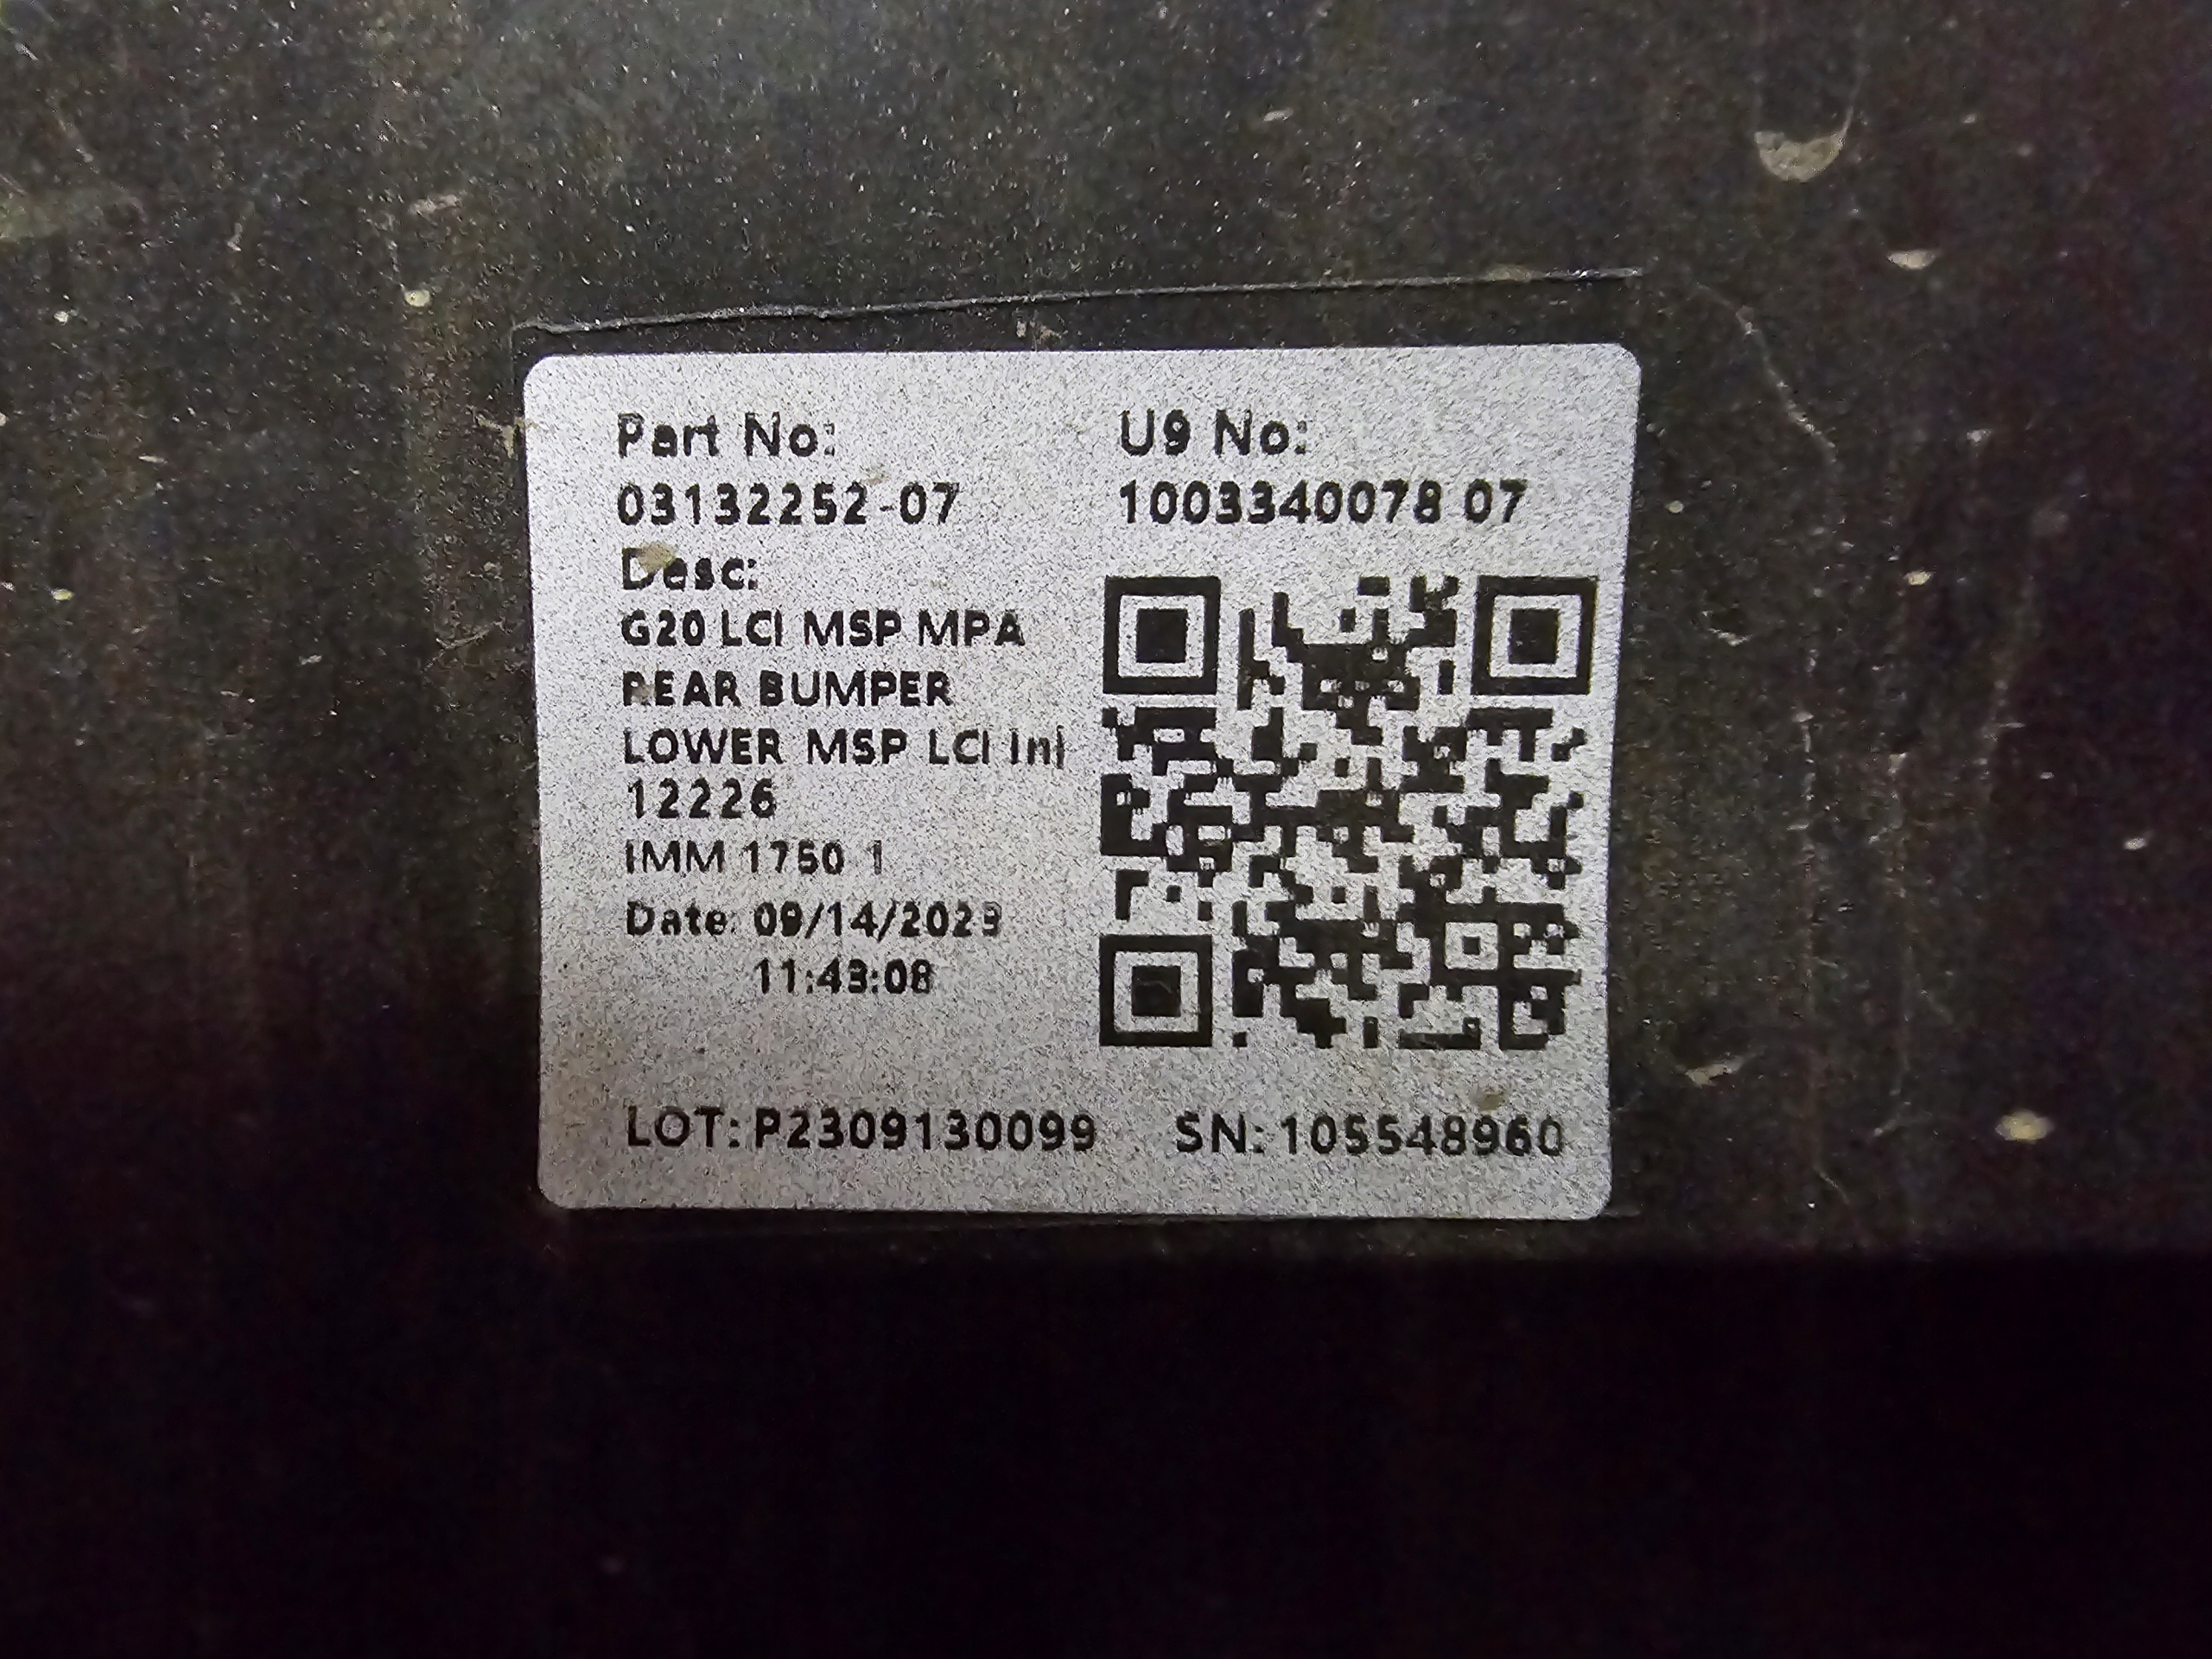 Part No:
03132252-07
U9 No:
1003340078 07
Desc:
G20 LCI MSP MPA
REAR BUMPER
LOWER MSP LCI Inj
12226
IMM 1750 1
Date: 09/14/2023
11:43:08
LOT: P2309130099
SN: 105548960